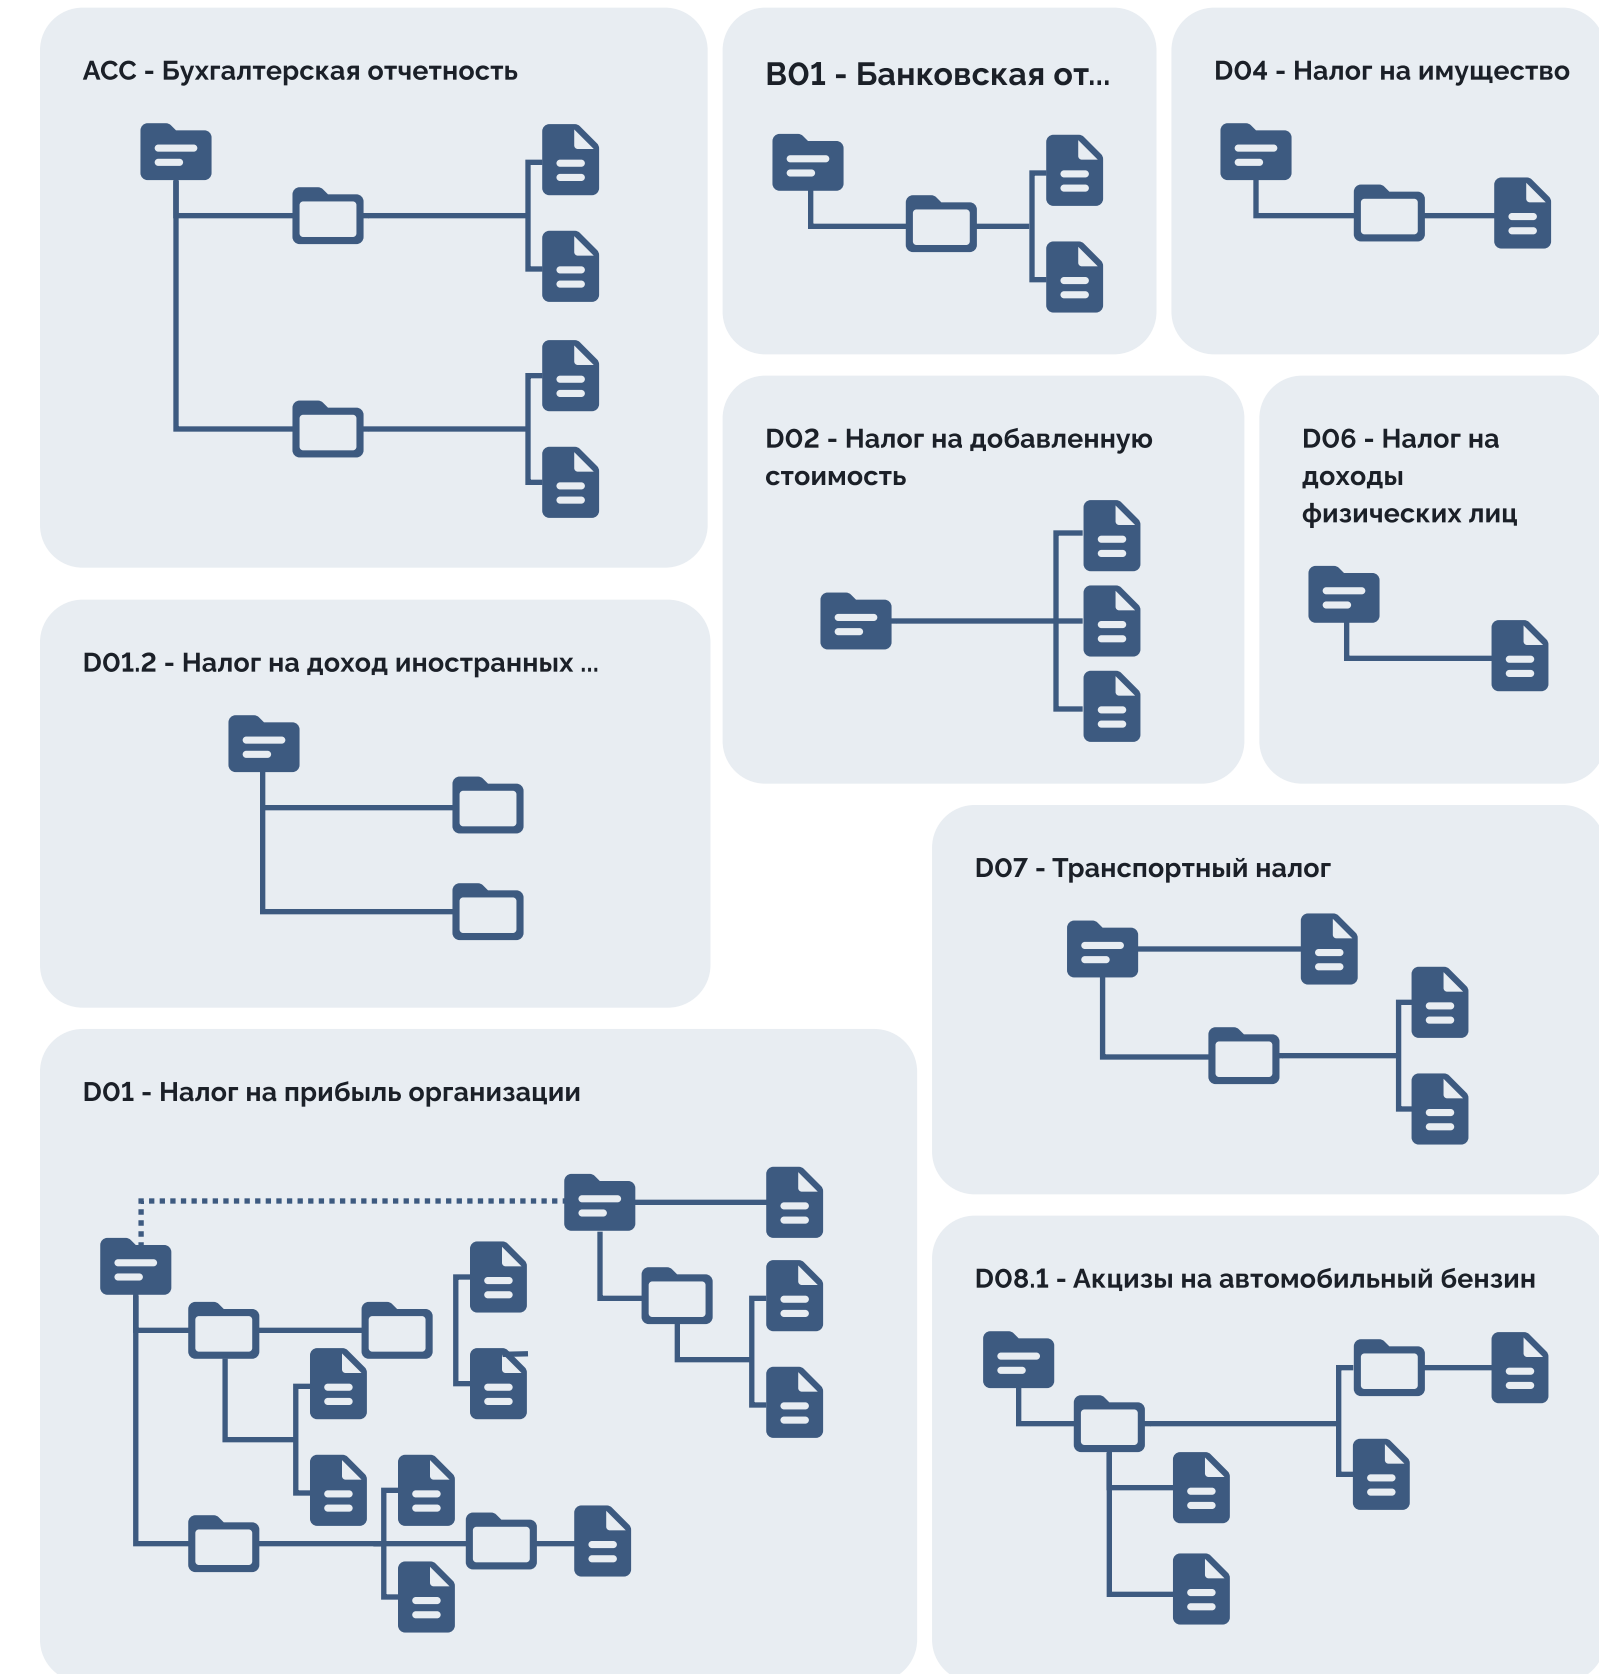 ACC - Бухгалтерская отчетность
B01 - Банковская от...
D04 - Налог на имущество
D02 - Налог на добавленную
стоимость
D06 - Налог на
доходы
физических лиц
D01.2 - Налог на доход иностранных ...
D07 - Транспортный налог
D01 - Налог на прибыль организации
D08.1 - Акцизы на автомобильный бензин